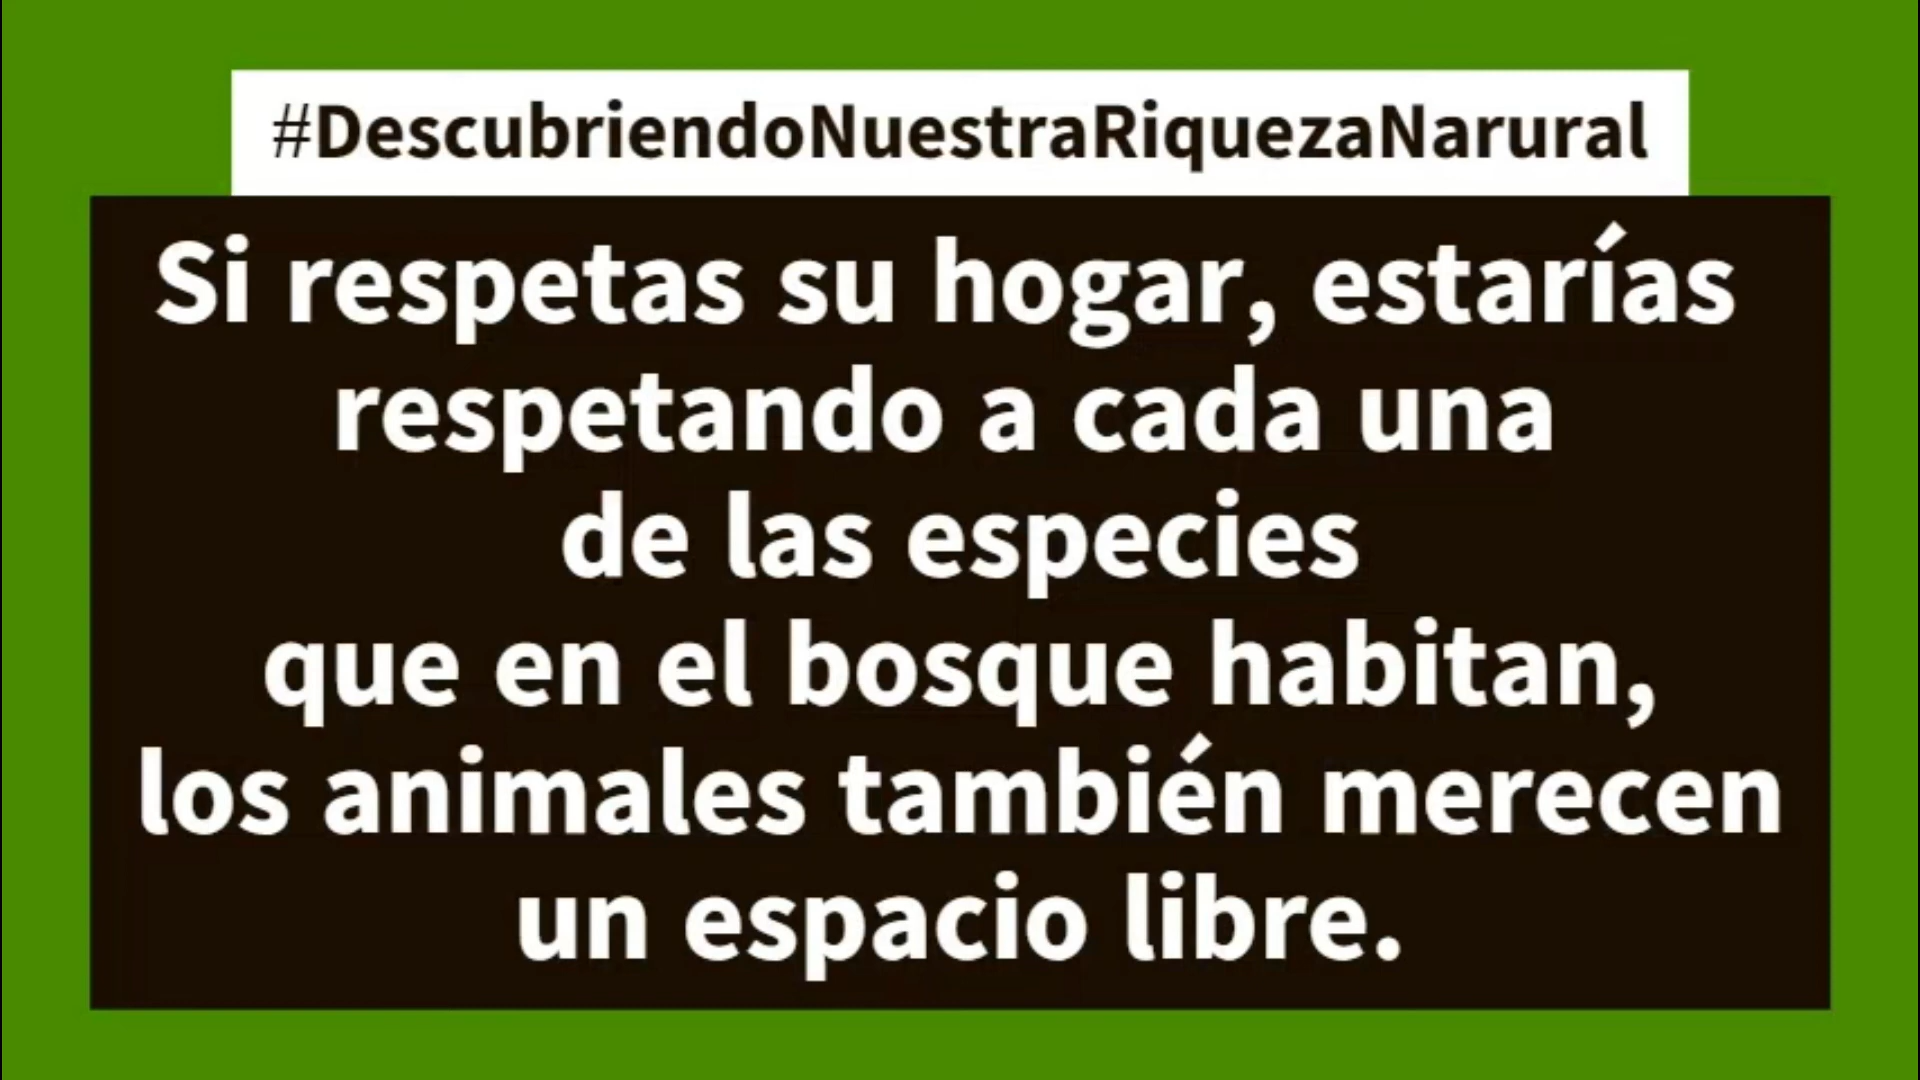 #DescubriendoNuestraRiquezaNarural
Si respetas su hogar, estarías
respetando a cada una
de las especies
que en el bosque habitan,
los animales también merecen
un espacio libre.